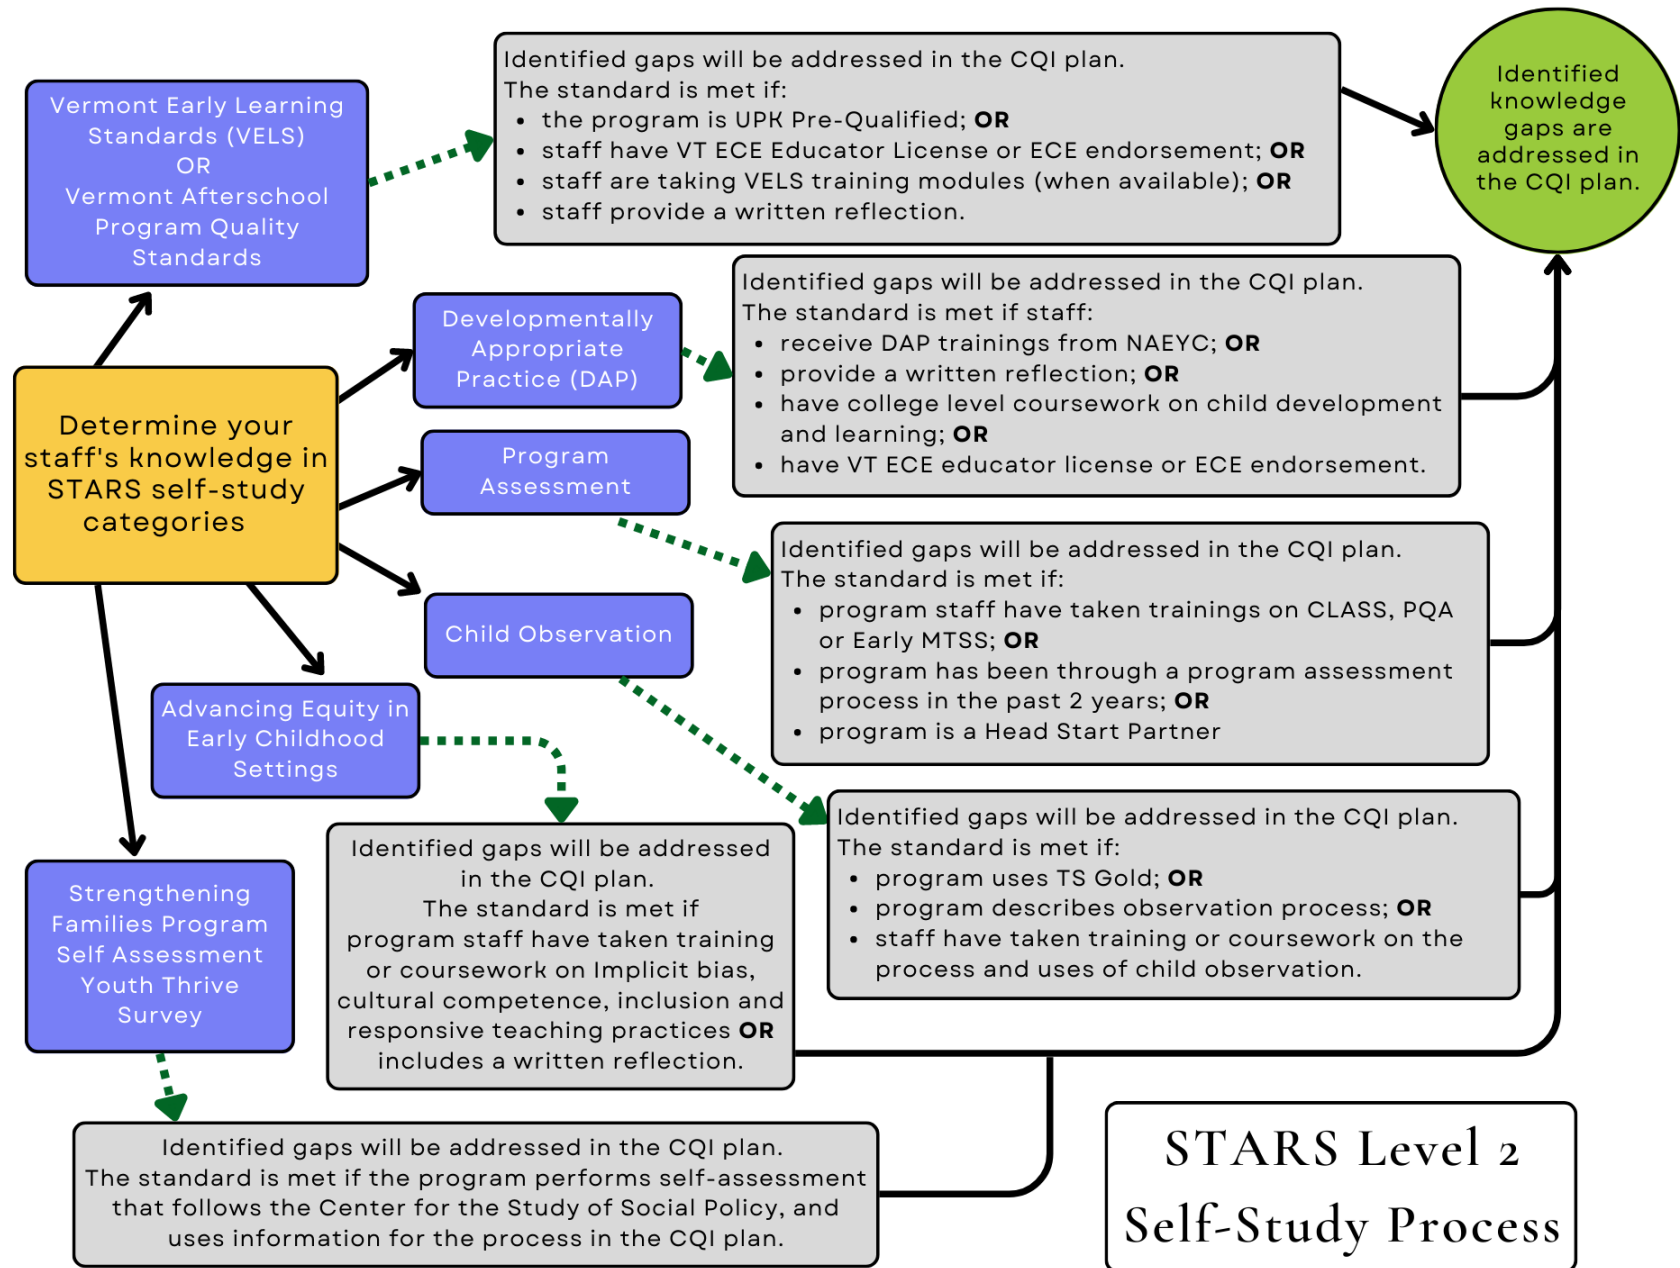 Identified gaps will be addressed in the CQI plan.
The standard is met if:
• the program is UPK Pre-Qualified; OR
• staff have VT ECE Educator License or ECE endorsement; OR
• staff are taking VELS training modules (when available); OR
• staff provide a written reflection.
Identified
knowledge
gaps are
addressed in
the CQI plan.
Vermont Early Learning
Standards (VELS)
OR
Vermont Afterschool
Program Quality
Standards
Developmentally
Appropriate
Practice (DAP)
Identified gaps will be addressed in the CQI plan.
The standard is met if staff:
• receive DAP trainings from NAEYC; OR
• provide a written reflection; OR
• have college level coursework on child development
and learning; OR
• have VT ECE educator license or ECE endorsement.
Determine your
staff's knowledge in
STARS self-study
categories
Program
Assessment
Identified gaps will be addressed in the CQI plan.
The standard is met if:
• program staff have taken trainings on CLASS, PQA
or Early MTSS; OR
• program has been through a program assessment
process in the past 2 years; OR
• program is a Head Start Partner
Child Observation
Advancing Equity in
Early Childhood
Settings
Identified gaps will be addressed in the CQI plan.
The standard is met if:
• program uses TS Gold; OR
• program describes observation process; OR
• staff have taken training or coursework on the
process and uses of child observation.
Identified gaps will be addressed
in the CQI plan.
The standard is met if
program staff have taken training
or coursework on Implicit bias,
cultural competence, inclusion and
responsive teaching practices OR
includes a written reflection.
Strengthening
Families Program
Self Assessment
Youth Thrive
Survey
Identified gaps will be addressed in the CQI plan.
The standard is met if the program performs self-assessment
that follows the Center for the Study of Social Policy, and
uses information for the process in the CQI plan.
STARS Level 2
Self-Study Process